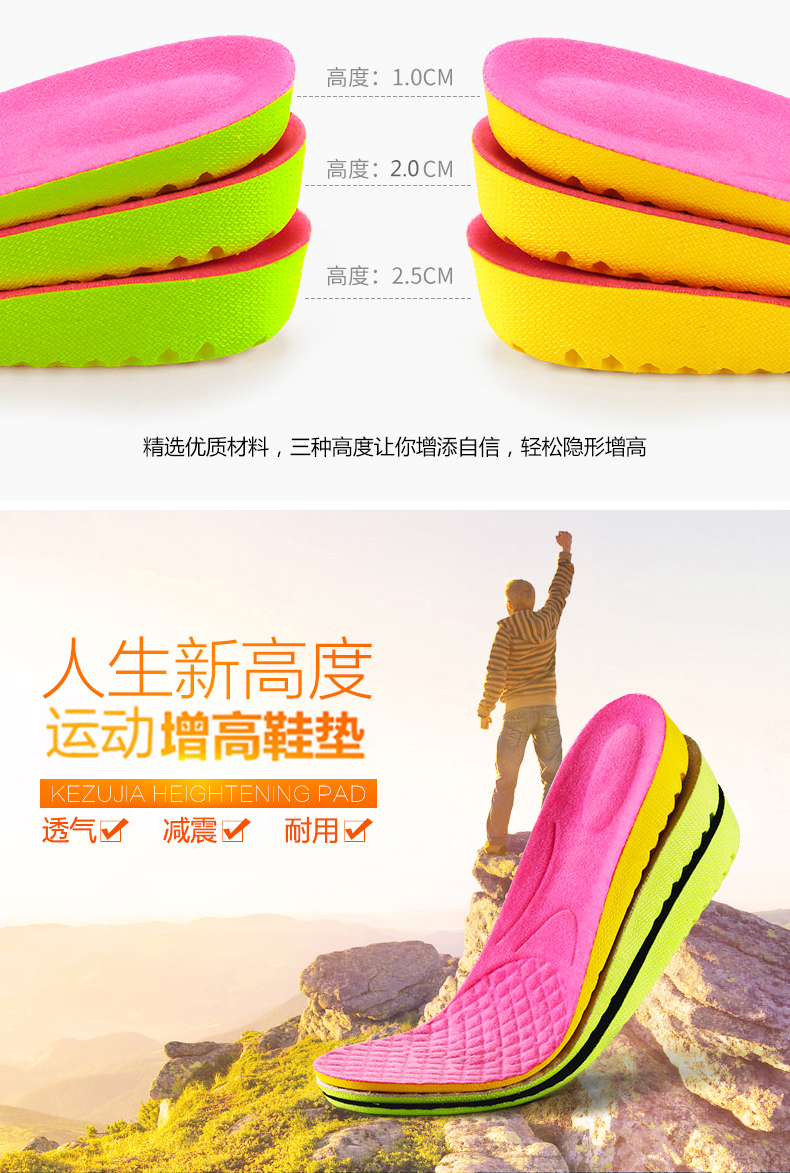 高度：1.0CM
高度：2.0CM
高度：2.5CM
精选优质材料，三种高度让你增添自信，轻松隐形增高
人生新高度
运动增高鞋垫
KEZUJIA HEIGHTENING PAD
透气 减震 耐用